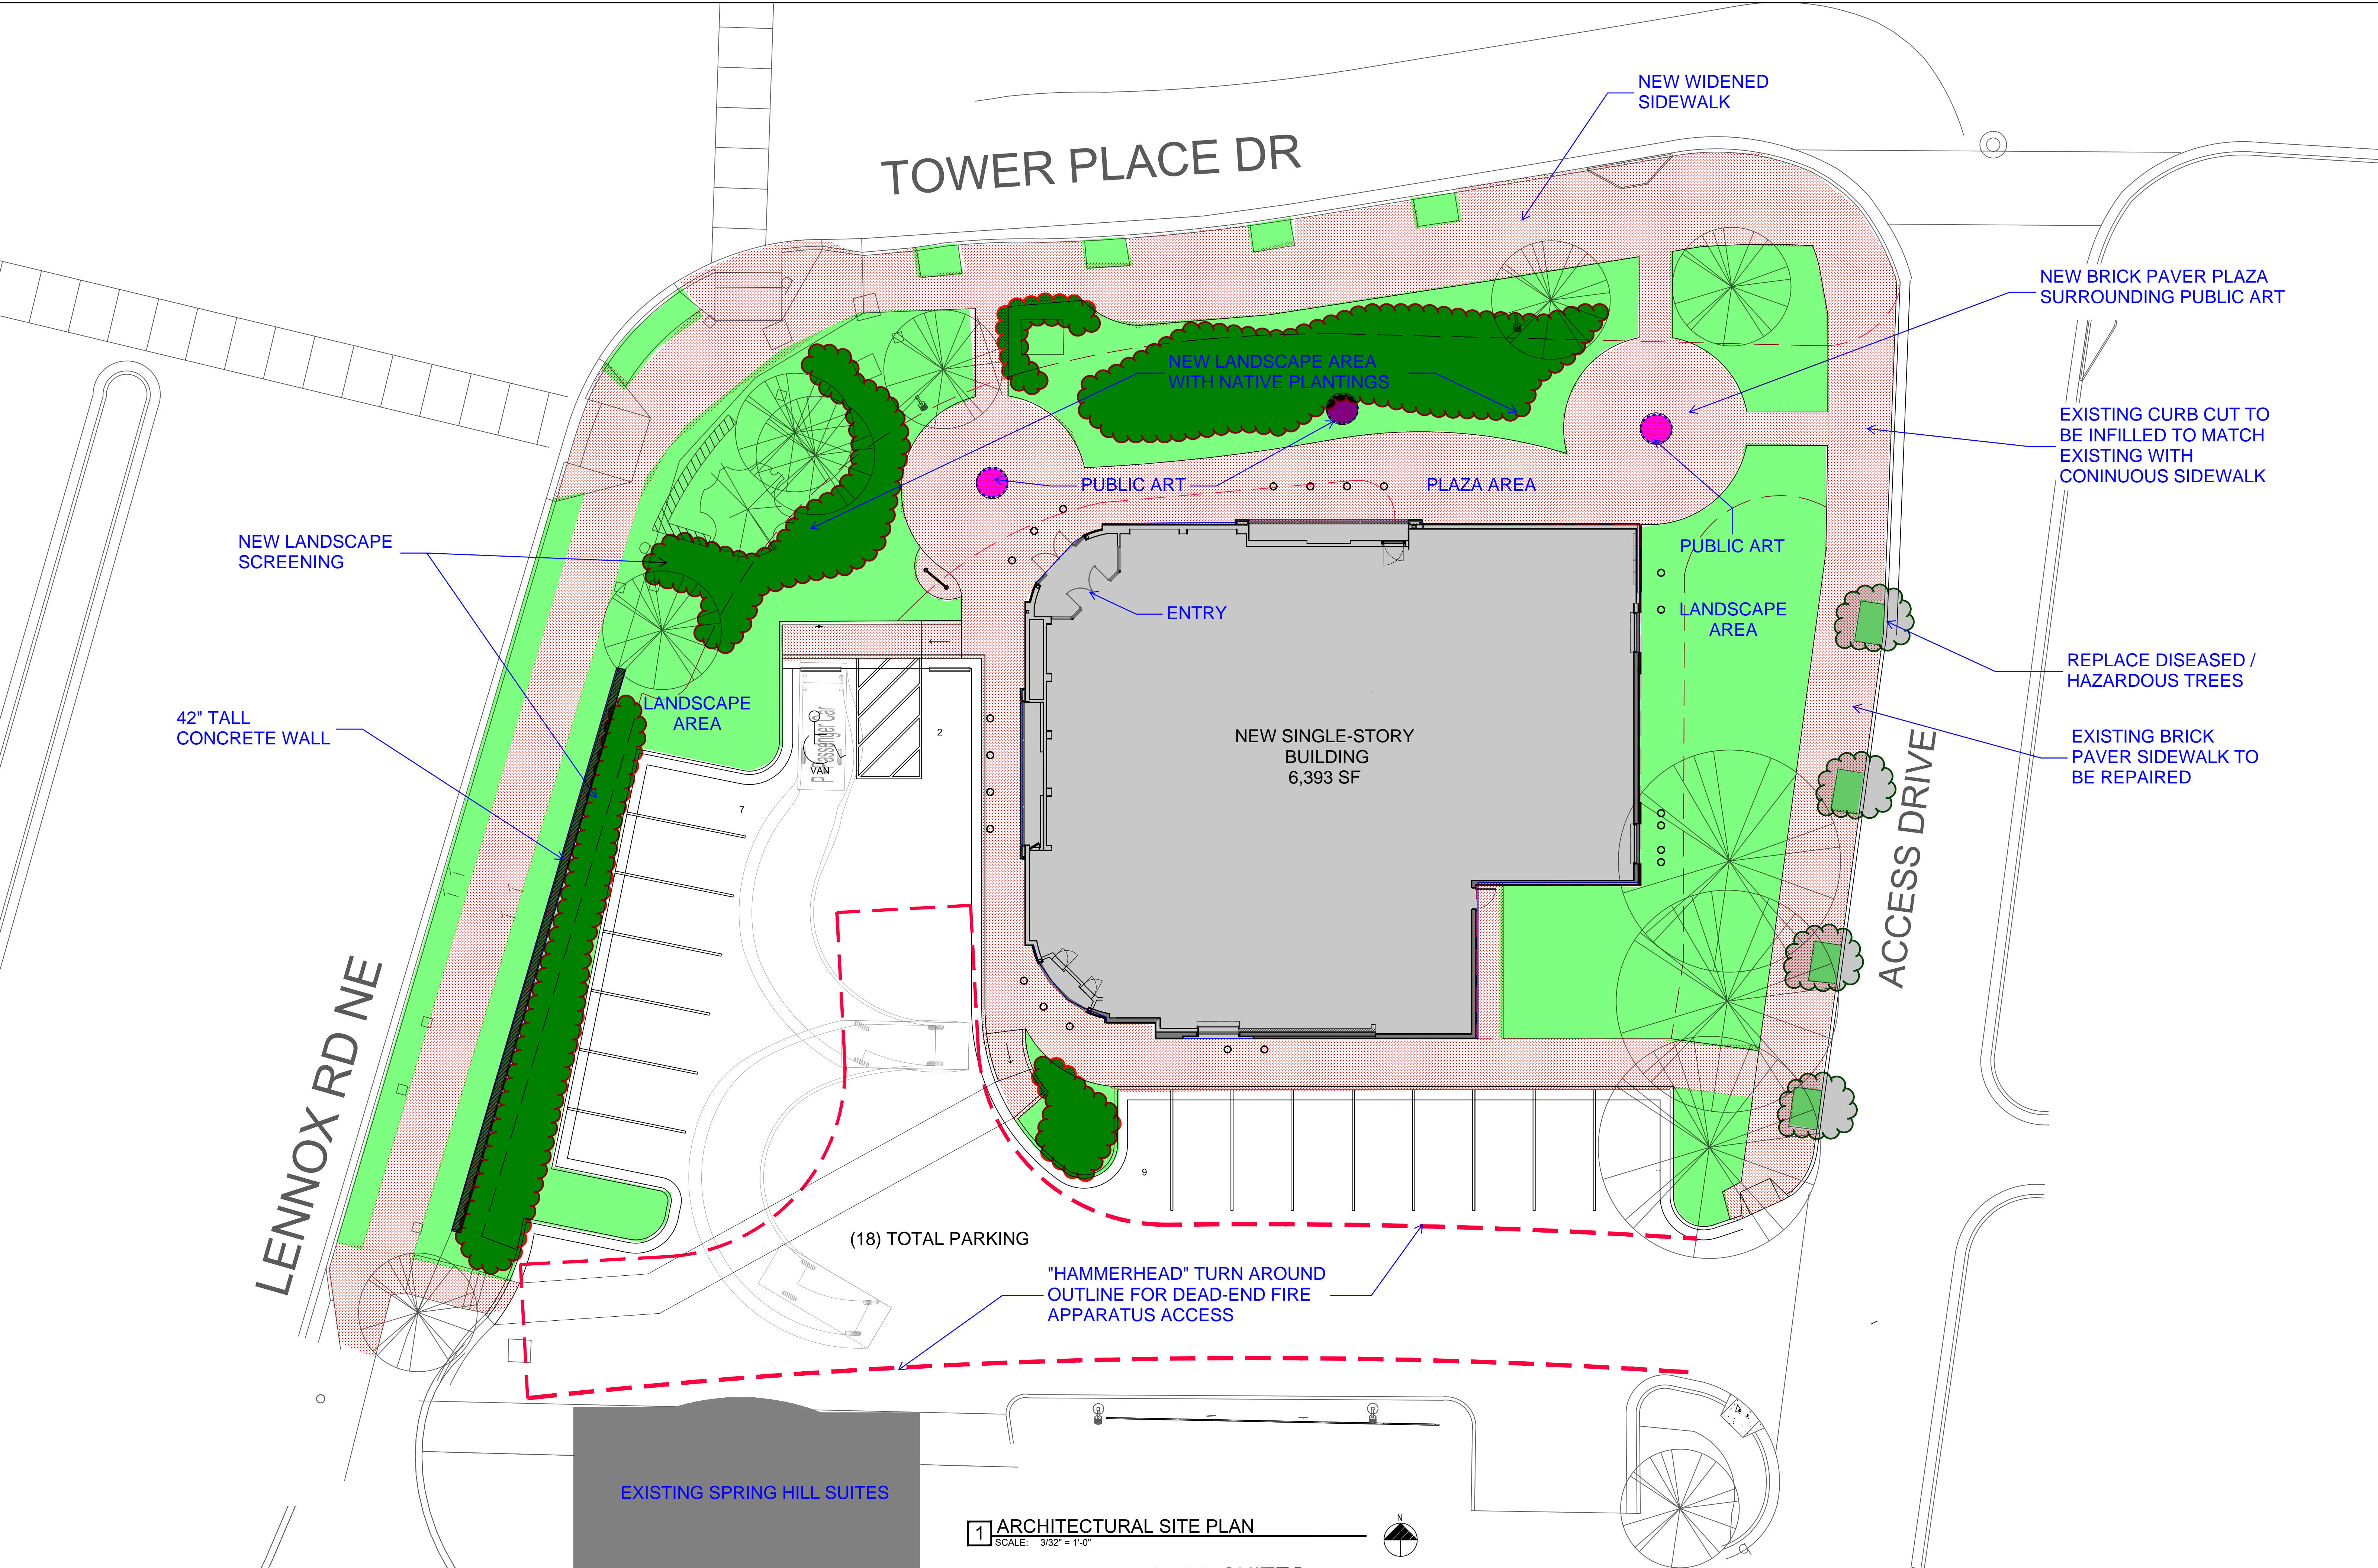 NEW WIDENED
SIDEWALK
TOWER PLACE DR
NEW BRICK PAVER PLAZA
SURROUNDING PUBLIC ART
NEW LANDSCAPE AREA
WITH NATIVE PLANTINGS
EXISTING CURB CUT TO
BE INFILLED TO MATCH
EXISTING WITH
CONINUOUS SIDEWALK
PUBLIC ART
PLAZA AREA
NEW LANDSCAPE
SCREENING
PUBLIC ART
ENTRY
LANDSCAPE
AREA
REPLACE DISEASED /
HAZARDOUS TREES
LANDSCAPE
AREA
42" TALL
CONCRETE WALL
P Passenger Car
VAN
2
NEW SINGLE-STORY
BUILDING
6,393 SF
EXISTING BRICK
PAVER SIDEWALK TO
BE REPAIRED
7
ACCESS DRIVE
LENNOX RD NE
9
(18) TOTAL PARKING
"HAMMERHEAD" TURN AROUND
OUTLINE FOR DEAD-END FIRE
APPARATUS ACCESS
EXISTING SPRING HILL SUITES
1
ARCHITECTURAL SITE PLAN
SCALE: 3/32" = 1'-0"
N